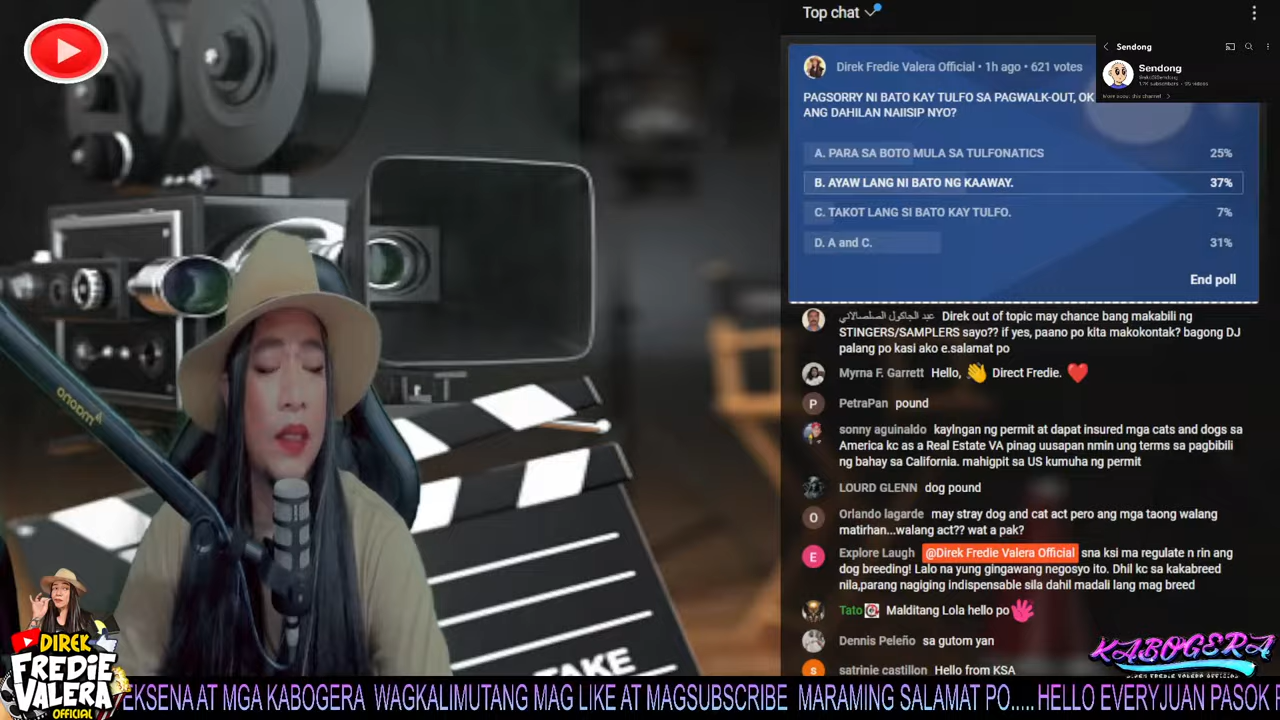 Top chat
Sendong
Sendong
Direk Fredie Valera Official • 1h ago • 621 votes
PAGSORRY NI BATO KAY TULFO SA PAGWALK-OUT, OK
ANG DAHILAN NAIISIP NYO?
A. PARA SA BOTO MULA SA TULFONATICS 25%
B. AYAW LANG NI BATO NG KAAWAY. 37%
C. TAKOT LANG SI BATO KAY TULFO. 7%
D. A and C. 31%
End poll
Direk out of topic may chance bang makabili ng
STINGERS/SAMPLERS sayo?? if yes, paano po kita makokontak? bagong DJ
palang po kasi ako e.salamat po
Myrna F. Garrett Hello, 👋 Direct Fredie. ❤️
P PetraPan pound
sonny aguinaldo kayIngan ng permit at dapat insured mga cats and dogs sa
America kc as a Real Estate VA pinag uusapan nmin ung terms sa pagbibili
ng bahay sa California. mahigpit sa US kumuha ng permit
LOURD GLENN dog pound
O Orlando lagarde may stray dog and cat act pero ang mga taong walang
matirhan...walang act?? wat a pak?
E Explore Laugh @Direk Fredie Valera Official sna ksi ma regulate n rin ang
dog breeding! Lalo na yung gingawang negosyo ito. Dhil kc sa kakabreed
nila,parang nagiging indispensable sila dahil madali lang mag breed
Tato Malditang Lola hello po
Dennis Peleño sa gutom yan
s satrinie castillon Hello from KSA
maono
TAKE
DIREK
FREDIE
VALERA
OFFICIAL
KABOGERA
DIREK FREDIE VALERA OFFICIAL
EKSENA AT MGA KABOGERA WAGKALIMUTANG MAG LIKE AT MAGSUBSCRIBE MARAMING SALAMAT PO..... HELLO EVERYJUAN PASOK